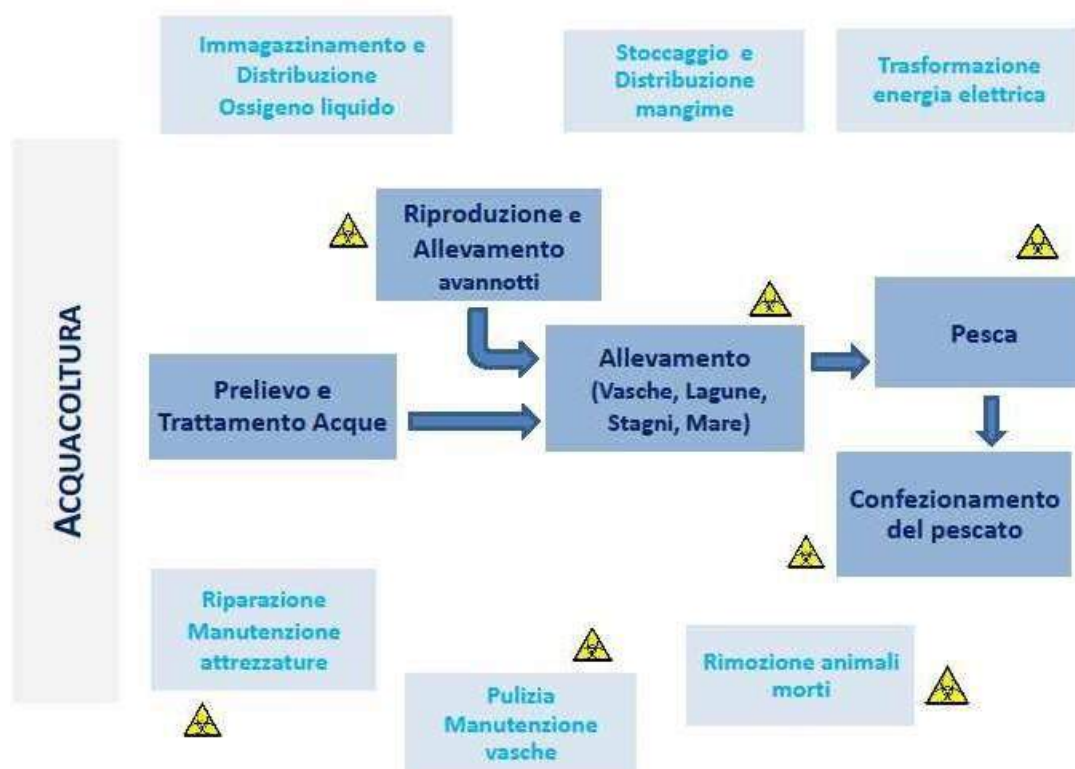 Immagazzinamento e
Distribuzione
Ossigeno liquido
Stoccaggio e
Distribuzione
mangime
Trasformazione
energia elettrica
ACQUACOLTURA
Riproduzione e
Allevamento
avannotti
Prelievo e
Trattamento Acque
Allevamento
(Vasche, Lagune,
Stagni, Mare)
Pesca
Confezionamento
del pescato
Riparazione
Manutenzione
attrezzature
Pulizia
Manutenzione
vasche
Rimozione animali
morti